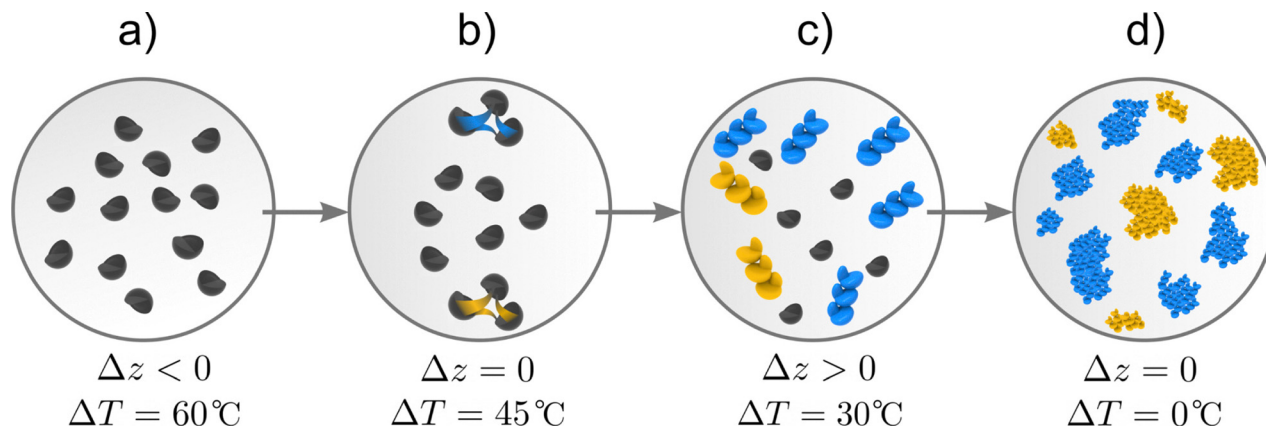 a) b) c) d)
Δz < 0 Δz = 0 Δz > 0 Δz = 0
ΔT = 60℃ ΔT = 45℃ ΔT = 30℃ ΔT = 0℃